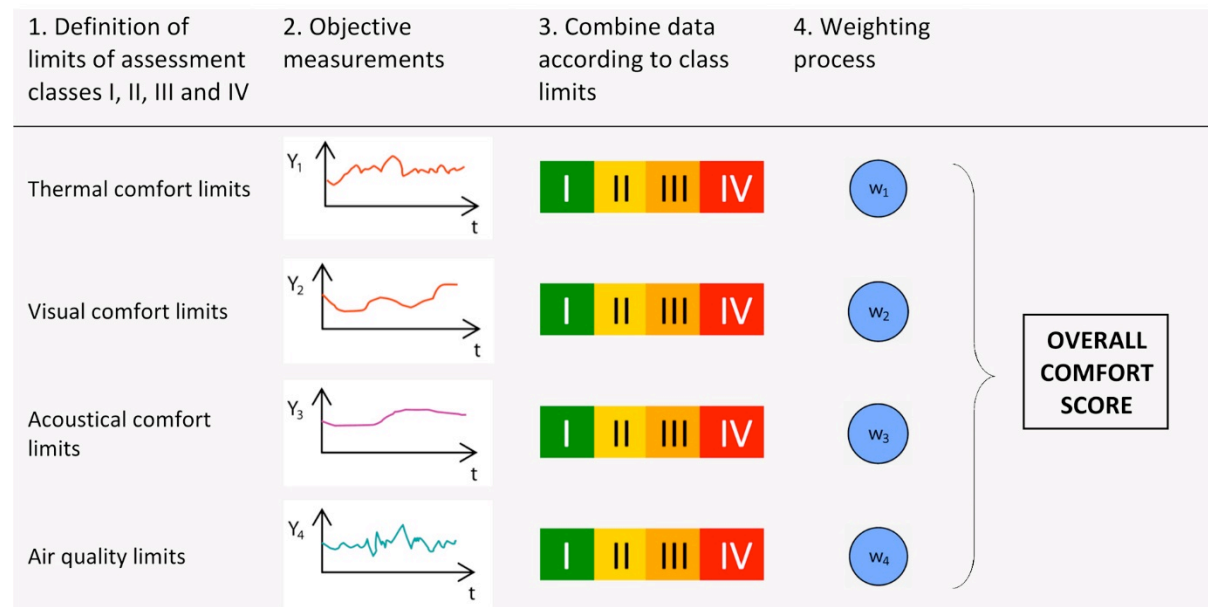 1. Definition of
limits of assessment
classes I, II, III and IV
2. Objective
measurements
3. Combine data
according to class
limits
4. Weighting
process
Thermal comfort limits
Y₁
t
I II III IV
w₁
Visual comfort limits
Y₂
t
I II III IV
w₂
Acoustical comfort
limits
Y₃
t
I II III IV
w₃
Air quality limits
Y₄
t
I II III IV
w₄
OVERALL
COMFORT
SCORE